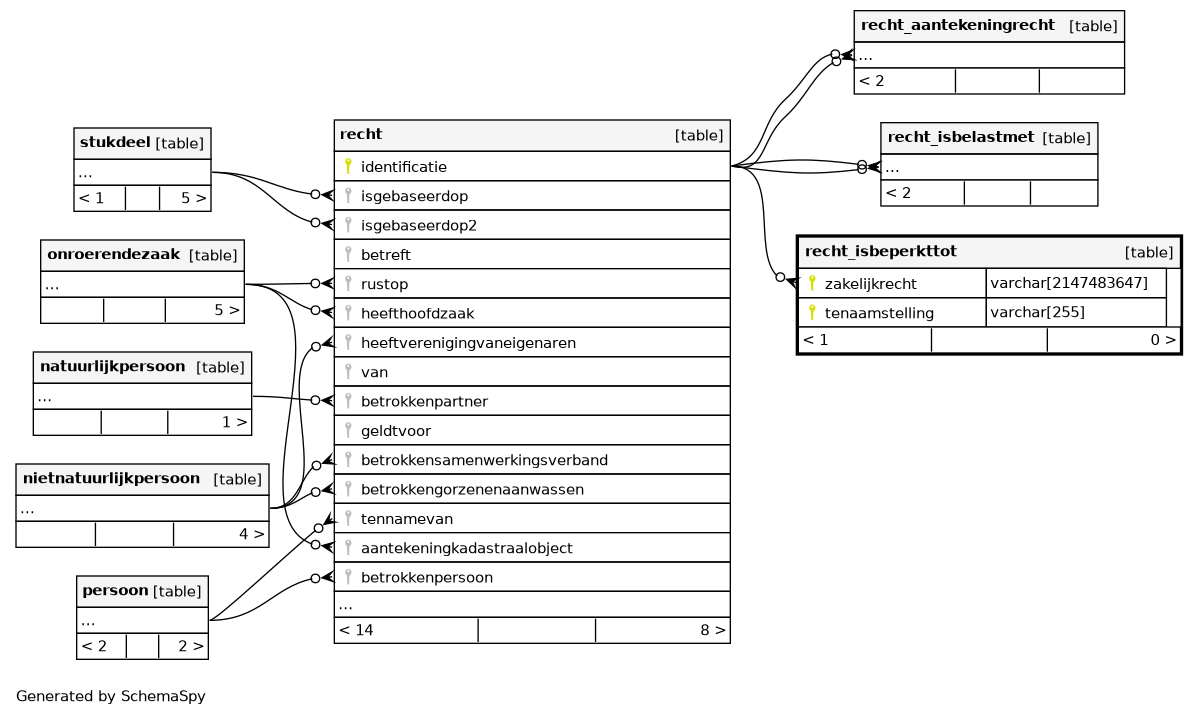 stukdeel [table]
...
< 1 5 >
onroerendezaak [table]
...
5 >
natuurlijkpersoon [table]
...
1 >
nietnatuurlijkpersoon [table]
...
4 >
persoon [table]
...
< 2 2 >
recht [table]
identificatie
isgebaseerdop
isgebaseerdop2
betreft
rustop
heefthoofdzaak
heeftverenigingvaneigenaren
van
betrokkenpartner
geldtvoor
betrokkensamenwerkingsverband
betrokkengorzenenaanwassen
tennamevan
aantekeningkadastraalobject
betrokkenpersoon
...
< 14 8 >
recht_aantekeningrecht [table]
...
< 2
recht_isbelastmet [table]
...
< 2
recht_isbeperkttot [table]
zakelijkrecht varchar[2147483647]
tenaamstelling varchar[255]
< 1 0 >
Generated by SchemaSpy